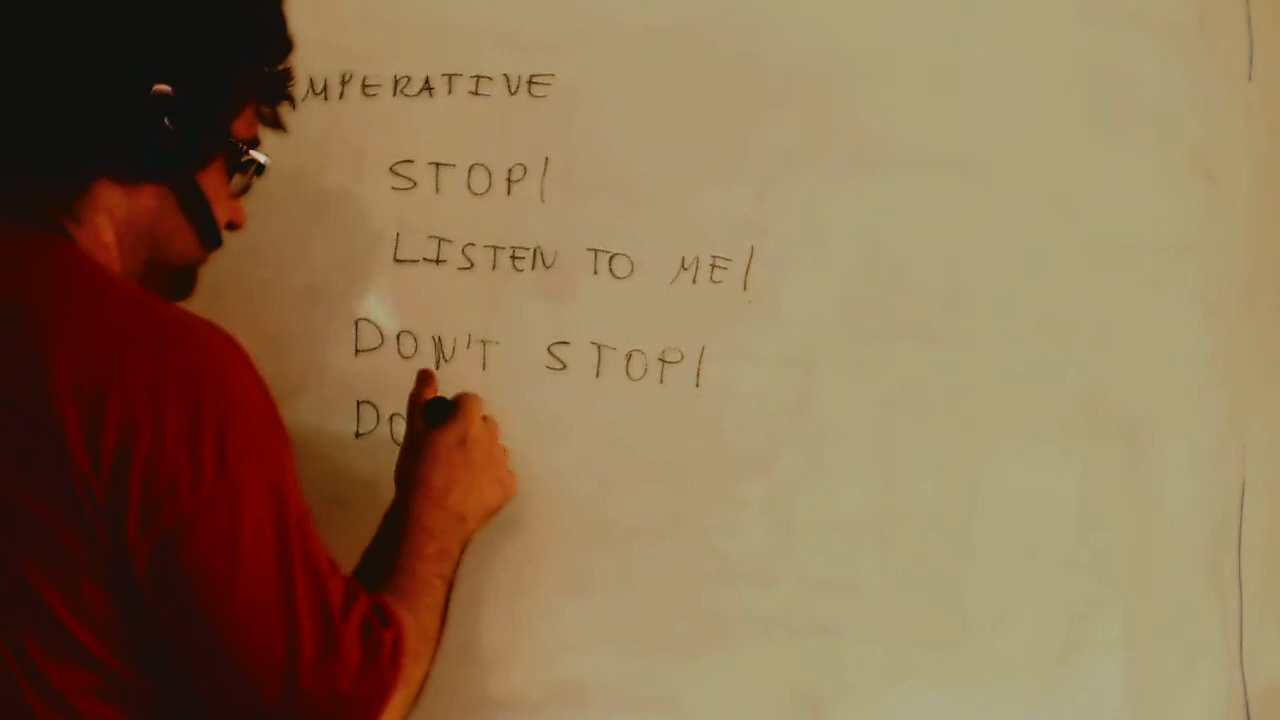 MPERATIVE
STOP!
LISTEN TO ME!
DON'T STOP!
DO